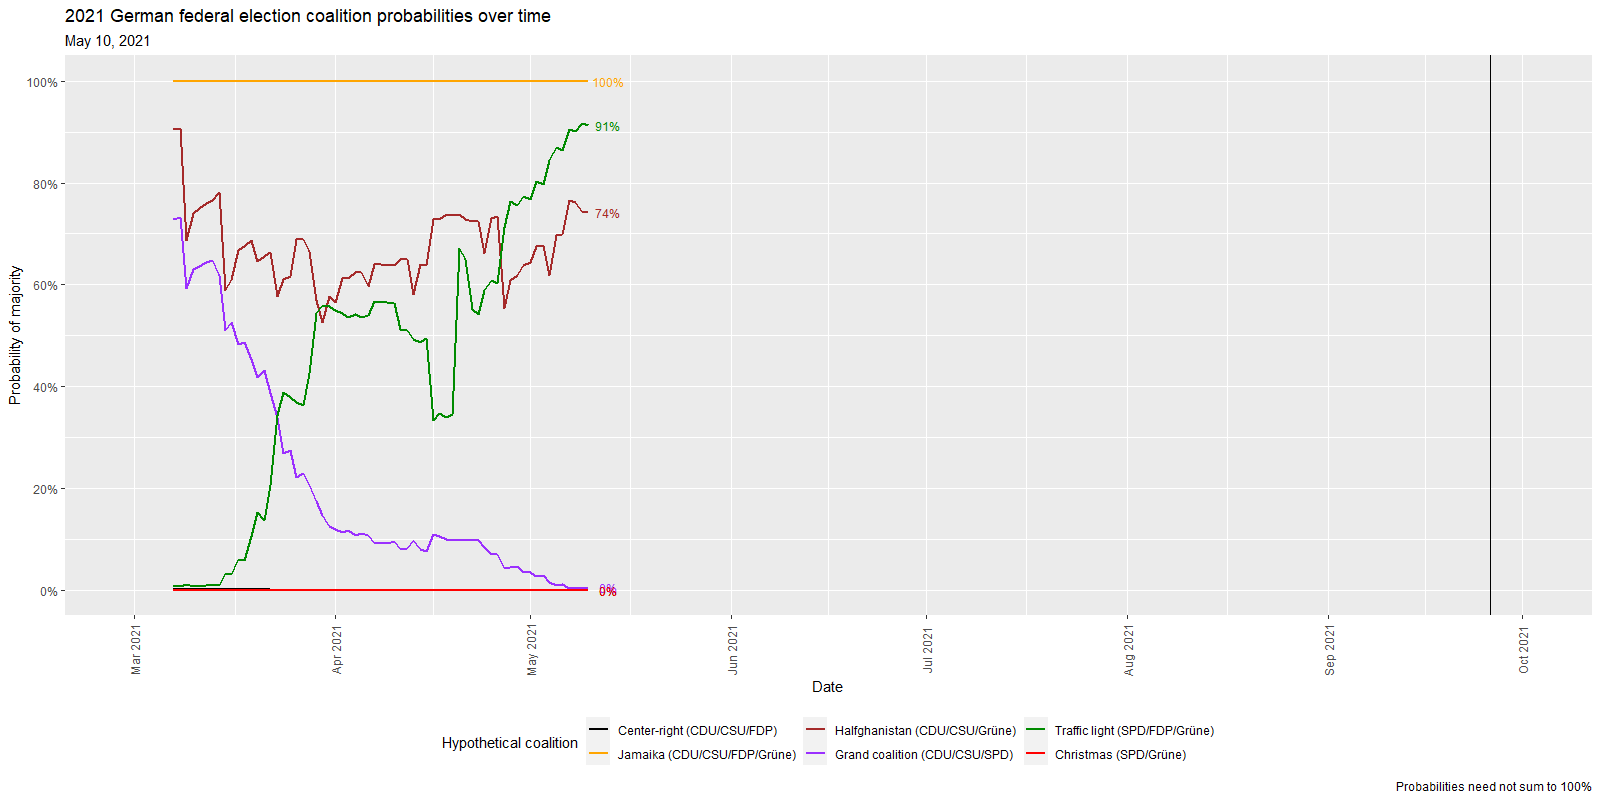 2021 German federal election coalition probabilities over time
May 10, 2021
Probability of majority
100%
80%
60%
40%
20%
0%
100%
91%
74%
0%
0%
Mar 2021
Apr 2021
May 2021
Jun 2021
Jul 2021
Aug 2021
Sep 2021
Oct 2021
Date
Hypothetical coalition
Center-right (CDU/CSU/FDP)
Halfghanistan (CDU/CSU/Grüne)
Traffic light (SPD/FDP/Grüne)
Jamaika (CDU/CSU/FDP/Grüne)
Grand coalition (CDU/CSU/SPD)
Christmas (SPD/Grüne)
Probabilities need not sum to 100%